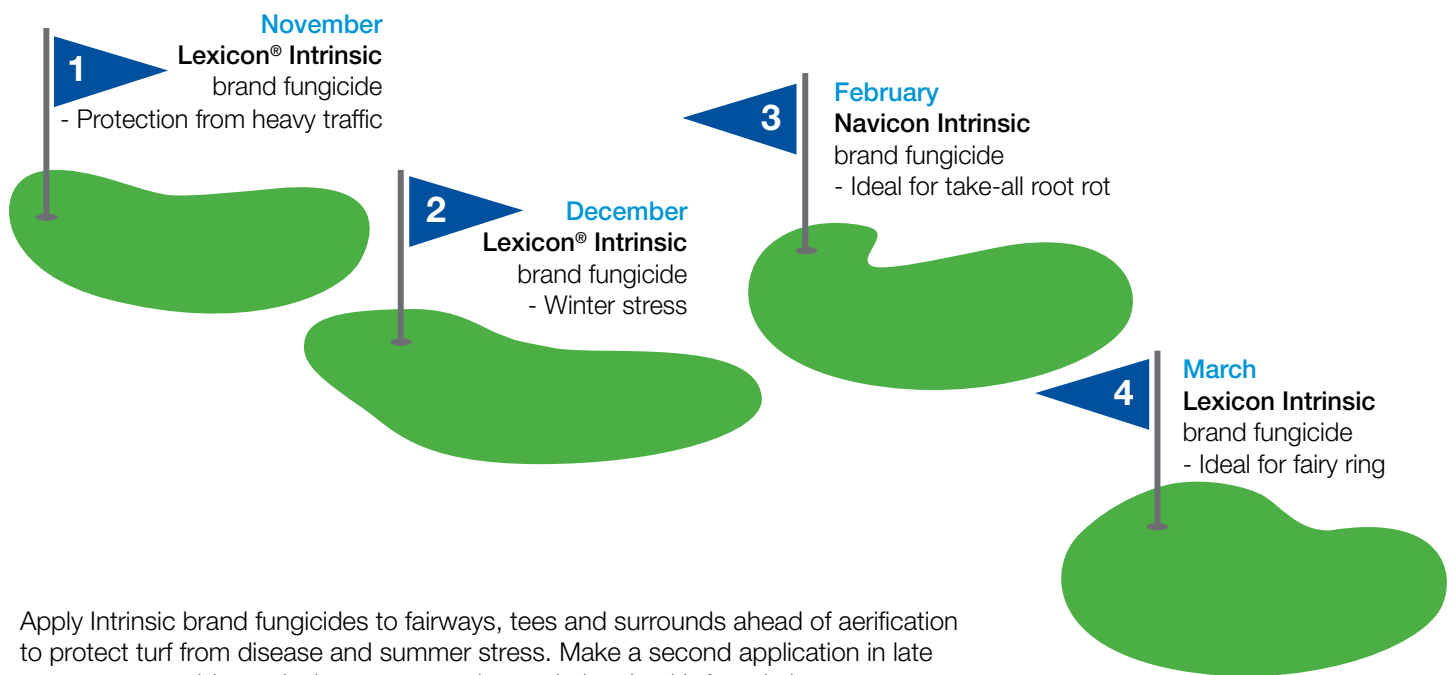 1
November
Lexicon® Intrinsic
brand fungicide
- Protection from heavy traffic
2
December
Lexicon® Intrinsic
brand fungicide
- Winter stress
3
February
Navicon Intrinsic
brand fungicide
- Ideal for take-all root rot
4
March
Lexicon Intrinsic
brand fungicide
- Ideal for fairy ring
Apply Intrinsic brand fungicides to fairways, tees and surrounds ahead of aerification
to protect turf from disease and summer stress. Make a second application in late